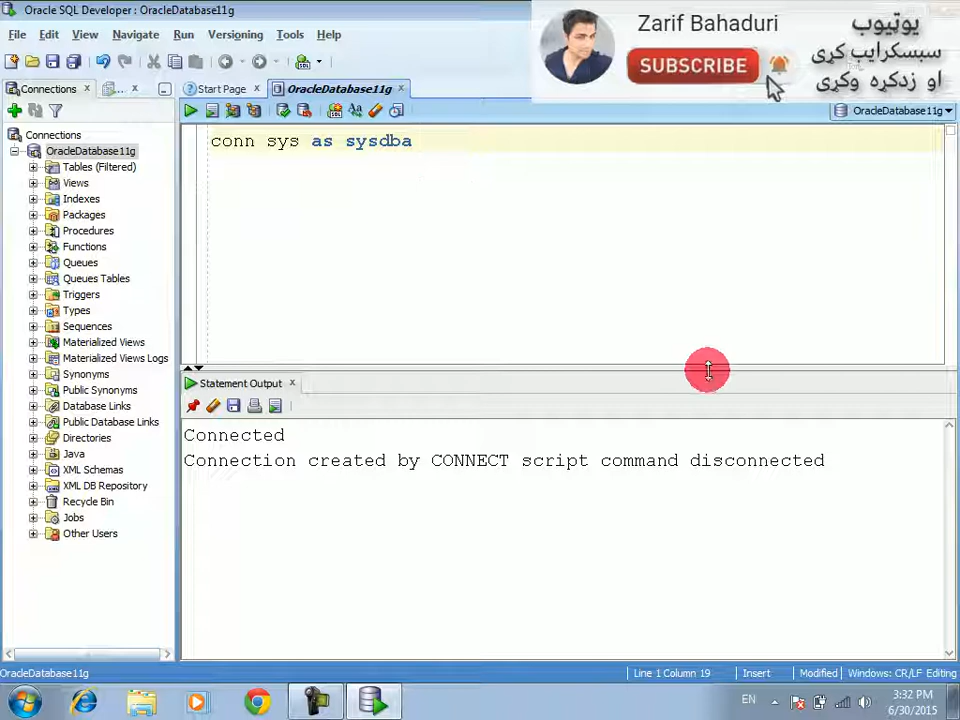 Oracle SQL Developer : OracleDatabase11g
Zarif Bahaduri
SUBSCRIBE
یوټیوب
سبسکرایب کړی
او زدکړه وکړی
File Edit View Navigate Run Versioning Tools Help
Connections
...
Start Page
OracleDatabase11g
OracleDatabase11g
Connections
OracleDatabase11g
Tables (Filtered)
Views
Indexes
Packages
Procedures
Functions
Queues
Queues Tables
Triggers
Types
Sequences
Materialized Views
Materialized Views Logs
Synonyms
Public Synonyms
Database Links
Public Database Links
Directories
Java
XML Schemas
XML DB Repository
Recycle Bin
Jobs
Other Users
conn sys as sysdba
Statement Output
Connected
Connection created by CONNECT script command disconnected
OracleDatabase11g
Line 1 Column 19
Insert
Modified
Windows: CR/LF Editing
EN
3:32 PM
6/30/2015